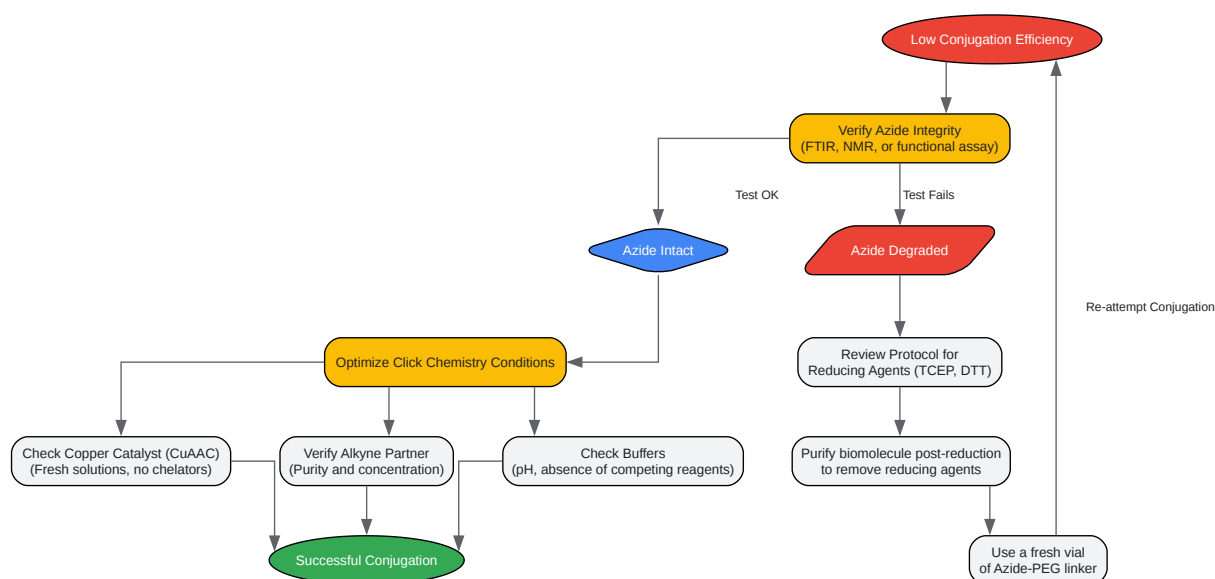 Low Conjugation Efficiency
Verify Azide Integrity
(FTIR, NMR, or functional assay)
Test OK
Test Fails
Azide Intact
Azide Degraded
Re-attempt Conjugation
Optimize Click Chemistry Conditions
Review Protocol for
Reducing Agents (TCEP, DTT)
Check Copper Catalyst (CuAAC)
(Fresh solutions, no chelators)
Verify Alkyne Partner
(Purity and concentration)
Check Buffers
(pH, absence of competing reagents)
Purify biomolecule post-reduction
to remove reducing agents
Successful Conjugation
Use a fresh vial
of Azide-PEG linker